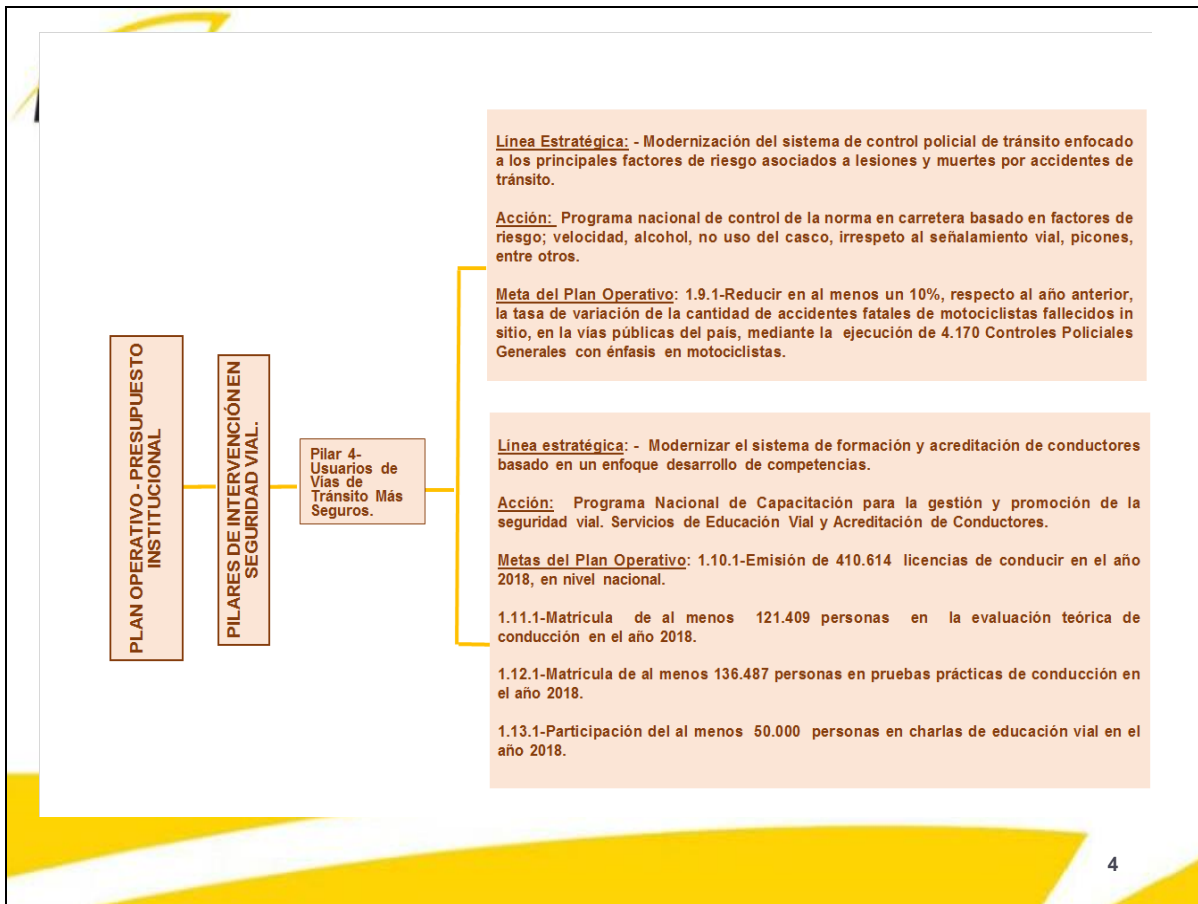 PLAN OPERATIVO - PRESUPUESTO
INSTITUCIONAL
PILARES DE INTERVENCIÓN EN
SEGURIDAD VIAL.
Pilar 4-
Usuarios de
Vías de
Tránsito Más
Seguros.
Línea Estratégica: - Modernización del sistema de control policial de tránsito enfocado
a los principales factores de riesgo asociados a lesiones y muertes por accidentes de
tránsito.
Acción: Programa nacional de control de la norma en carretera basado en factores de
riesgo; velocidad, alcohol, no uso del casco, irrespeto al señalamiento vial, picones,
entre otros.
Meta del Plan Operativo: 1.9.1-Reducir en al menos un 10%, respecto al año anterior,
la tasa de variación de la cantidad de accidentes fatales de motociclistas fallecidos in
sitio, en la vías públicas del país, mediante la ejecución de 4.170 Controles Policiales
Generales con énfasis en motociclistas.
Línea estratégica: - Modernizar el sistema de formación y acreditación de conductores
basado en un enfoque desarrollo de competencias.
Acción: Programa Nacional de Capacitación para la gestión y promoción de la
seguridad vial. Servicios de Educación Vial y Acreditación de Conductores.
Metas del Plan Operativo: 1.10.1-Emisión de 410.614 licencias de conducir en el año
2018, en nivel nacional.
1.11.1-Matrícula de al menos 121.409 personas en la evaluación teórica de
conducción en el año 2018.
1.12.1-Matrícula de al menos 136.487 personas en pruebas prácticas de conducción en
el año 2018.
1.13.1-Participación del al menos 50.000 personas en charlas de educación vial en el
año 2018.
4